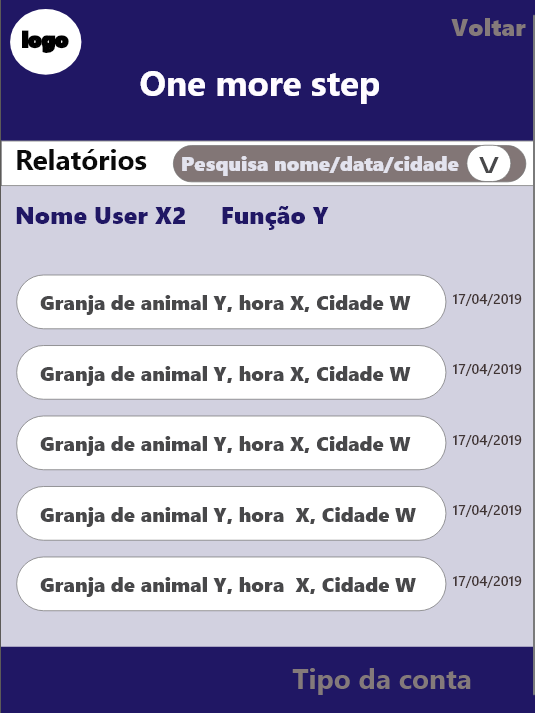 logo
Voltar
One more step
Relatórios
Pesquisa nome/data/cidade V
Nome User X2 Função Y
Granja de animal Y, hora X, Cidade W 17/04/2019
Granja de animal Y, hora X, Cidade W 17/04/2019
Granja de animal Y, hora X, Cidade W 17/04/2019
Granja de animal Y, hora  X, Cidade W 17/04/2019
Granja de animal Y, hora  X, Cidade W 17/04/2019
Tipo da conta